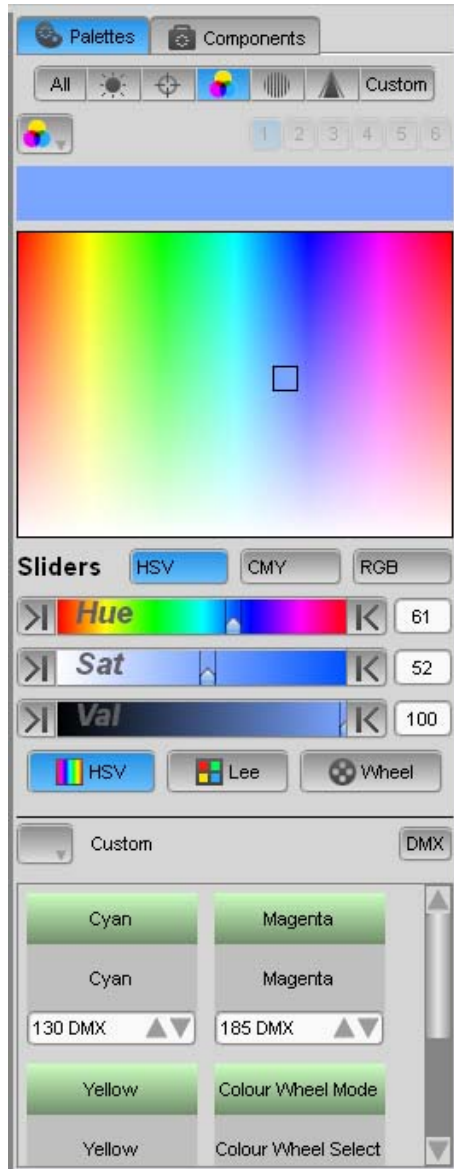 Palettes Components
All Custom
1 2 3 4 5 6
Sliders HSV CMY RGB
Hue 61
Sat 52
Val 100
HSV Lee Wheel
Custom DMX
Cyan Magenta
Cyan Magenta
130 DMX 185 DMX
Yellow Colour Wheel Mode
Yellow Colour Wheel Select